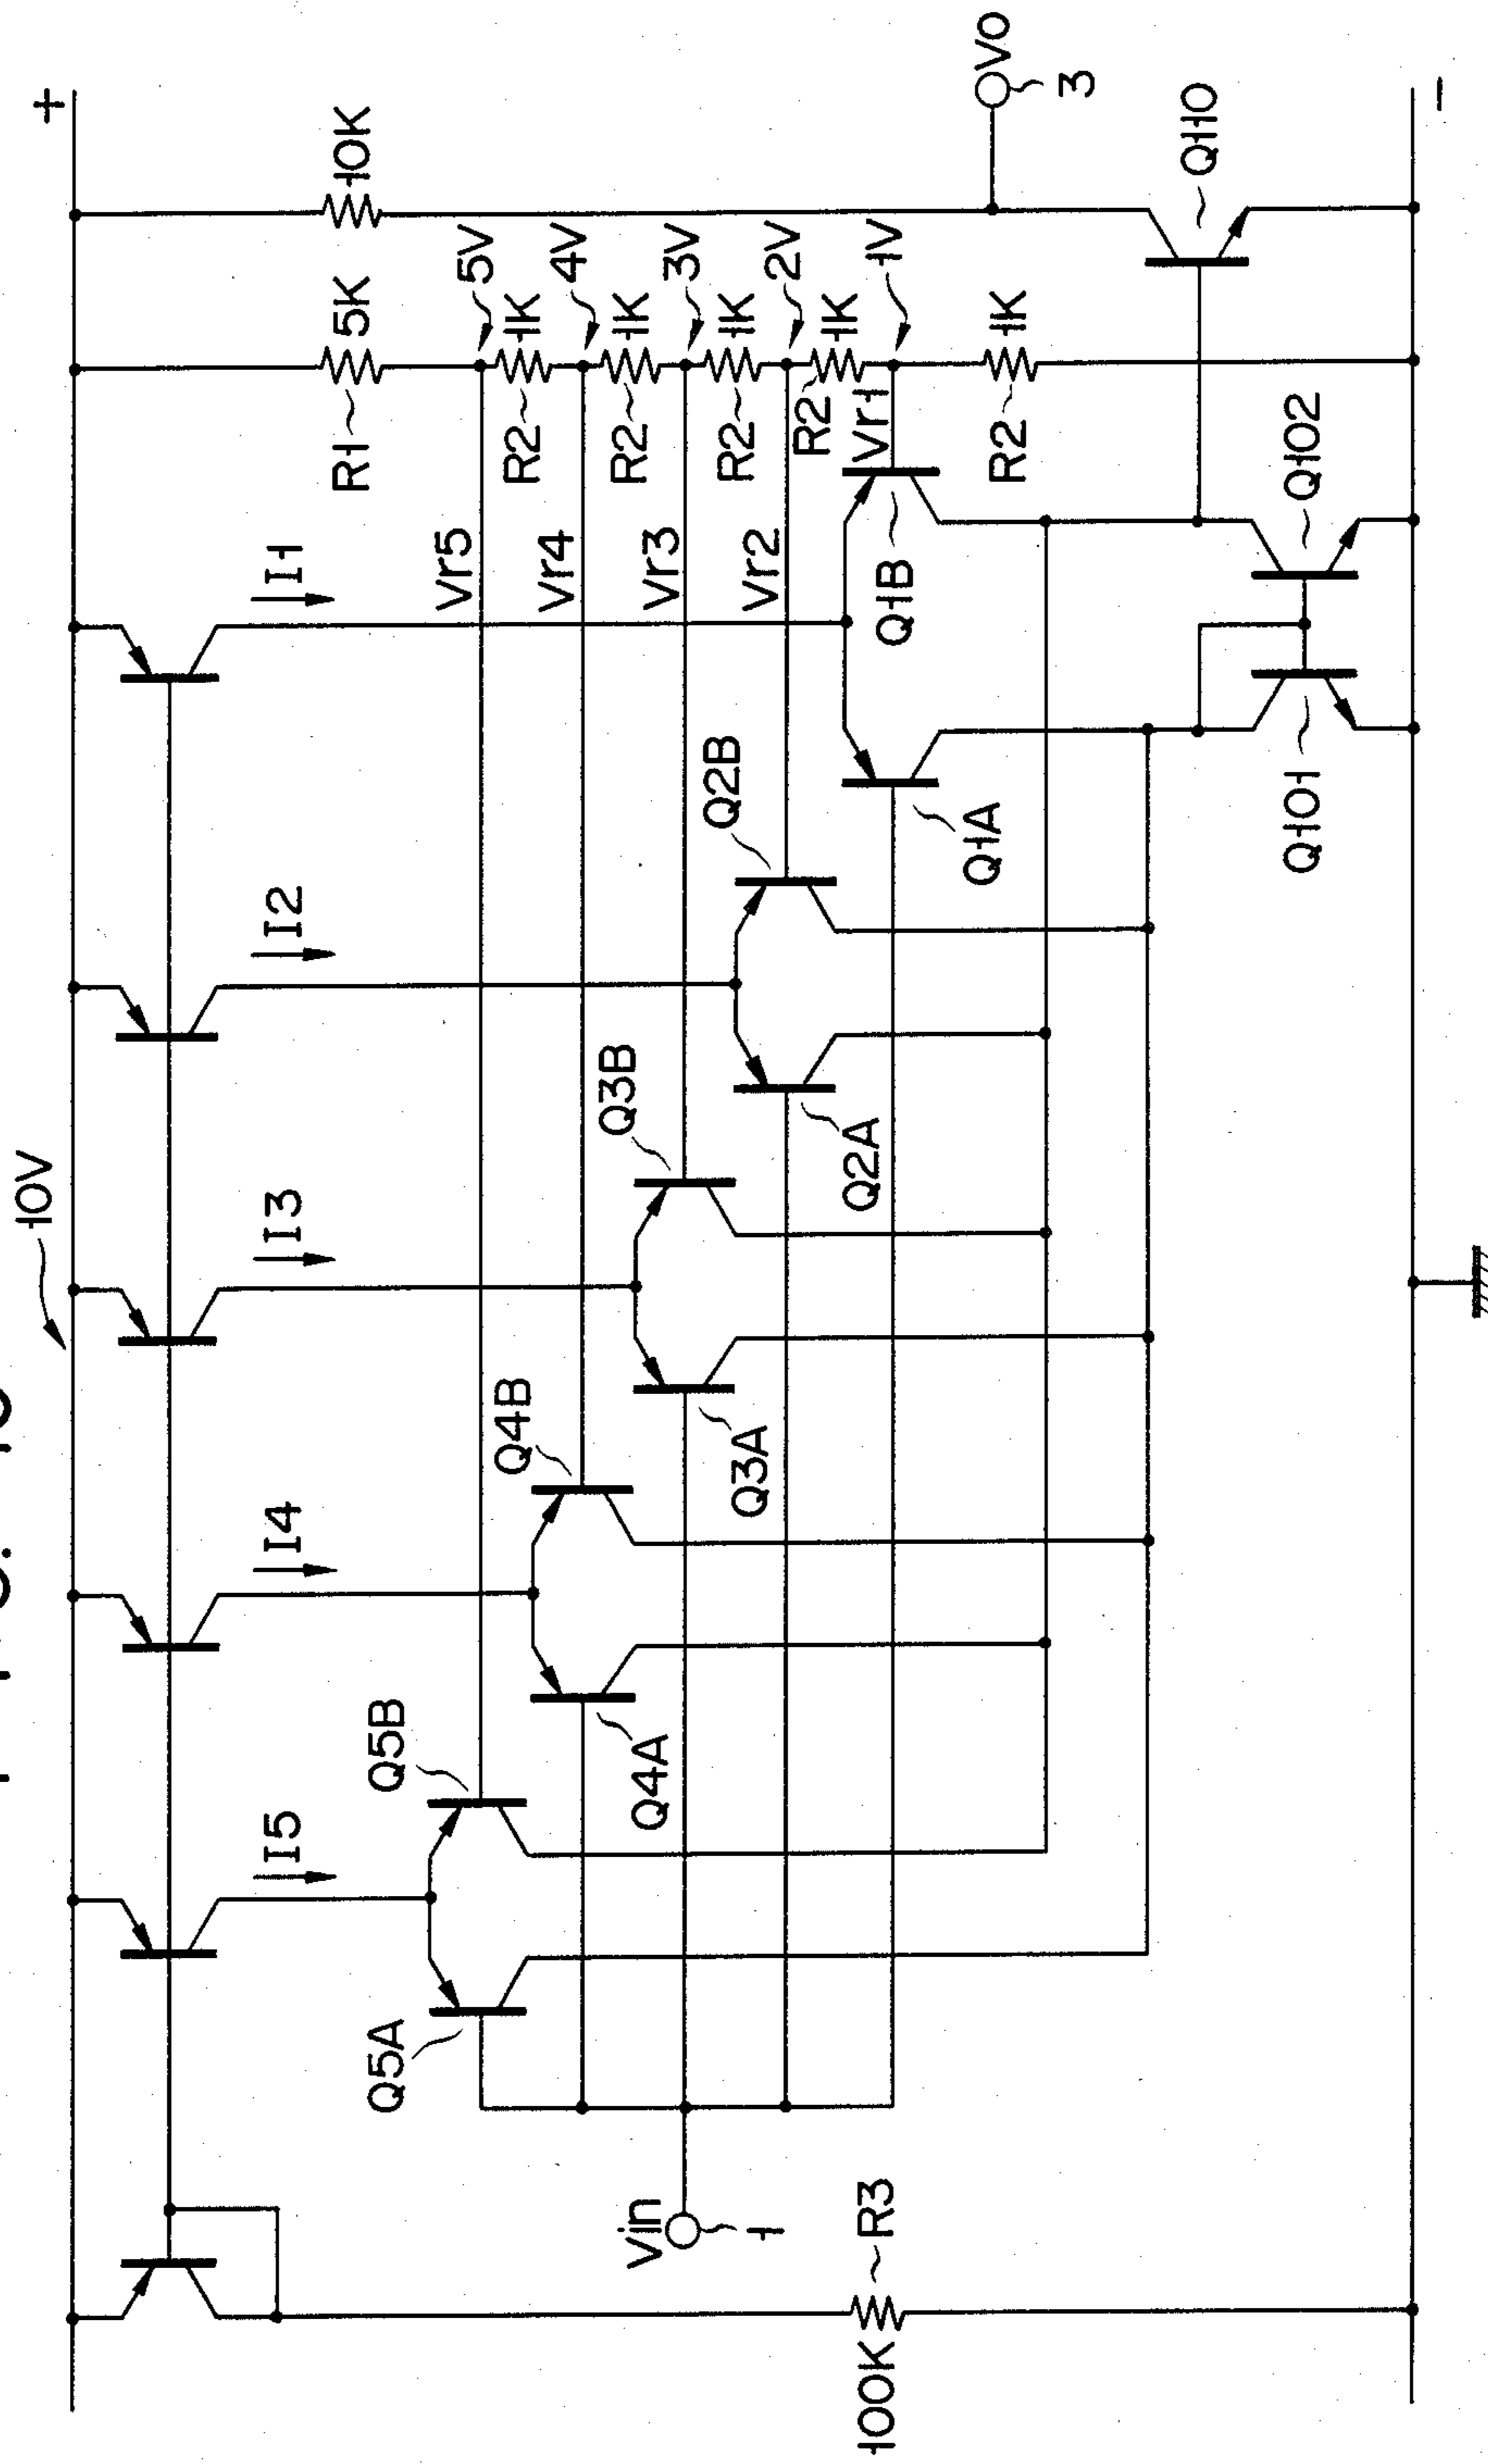 10V
+
I5
I4
I3
I2
I1
R1
5K
10K
Q5A
Q5B
Vr5
5V
Q4B
R2
1K
Vr4
4V
Q3B
R2
1K
Vin
1
Q4A
Vr3
3V
Q2B
R2
1K
Q3A
Vr2
2V
R2
1K
Q2A
Vr1
1V
100K
R3
Q1B
Q1A
R2
1K
VO
3
Q110
Q101
Q102
−